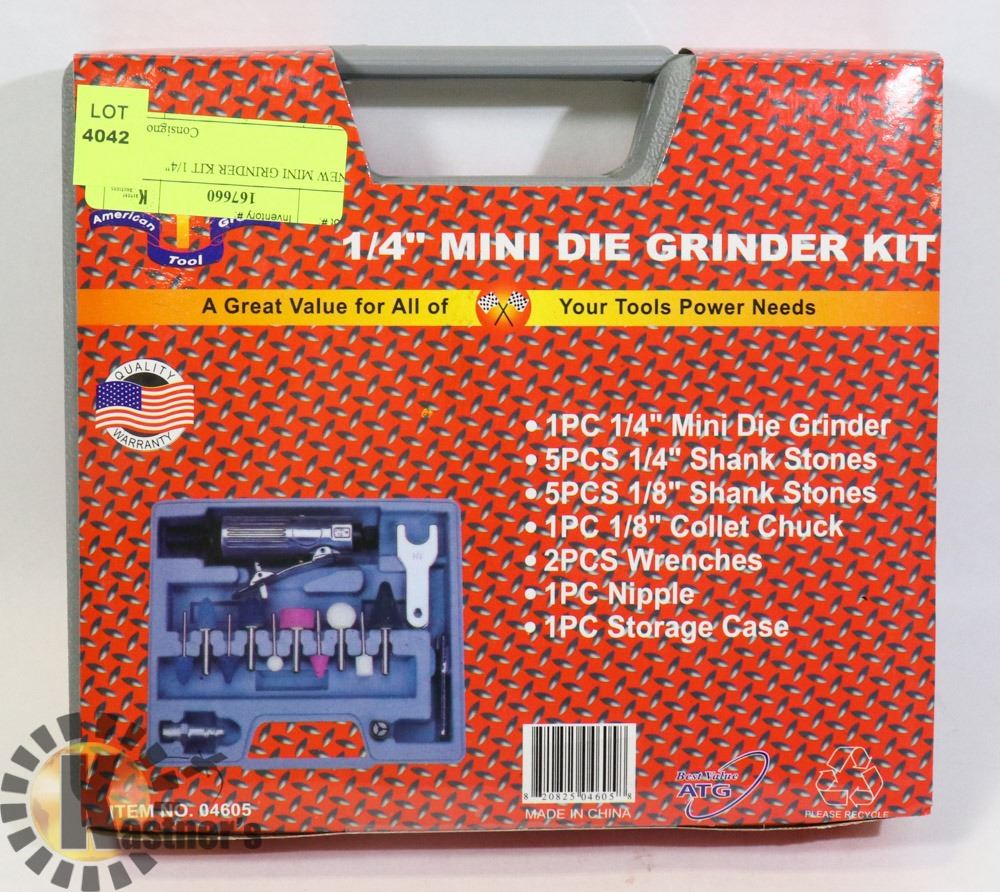 LOT
4042
Consigno
NEW MINI GRINDER KIT 1/4"
167660
Inventory #
ot #:
American
Tool
1/4" MINI DIE GRINDER KIT
A Great Value for All of Your Tools Power Needs
QUALITY
WARRANTY
• 1PC 1/4" Mini Die Grinder
• 5PCS 1/4" Shank Stones
• 5PCS 1/8" Shank Stones
• 1PC 1/8" Collet Chuck
• 2PCS Wrenches
• 1PC Nipple
• 1PC Storage Case
8 20825 04605 8
MADE IN CHINA
Best Value
ATG
PLEASE RECYCLE
ITEM NO. 04605
Kastner's